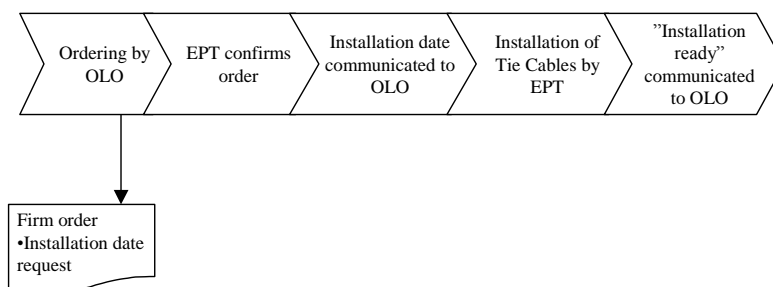 Ordering by
OLO
EPT confirms
order
Installation date
communicated to
OLO
Installation of
Tie Cables by
EPT
”Installation
ready”
communicated
to OLO
Firm order
•Installation date
request